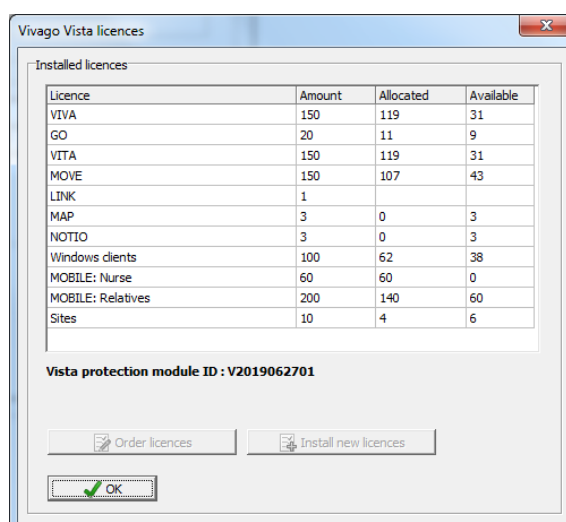 Vivago Vista licences
Installed licences
Licence Amount Allocated Available
VIVA 150 119 31
GO 20 11 9
VITA 150 119 31
MOVE 150 107 43
LINK 1
MAP 3 0 3
NOTIO 3 0 3
Windows clients 100 62 38
MOBILE: Nurse 60 60 0
MOBILE: Relatives 200 140 60
Sites 10 4 6
Vista protection module ID : V2019062701
Order licences Install new licences
OK